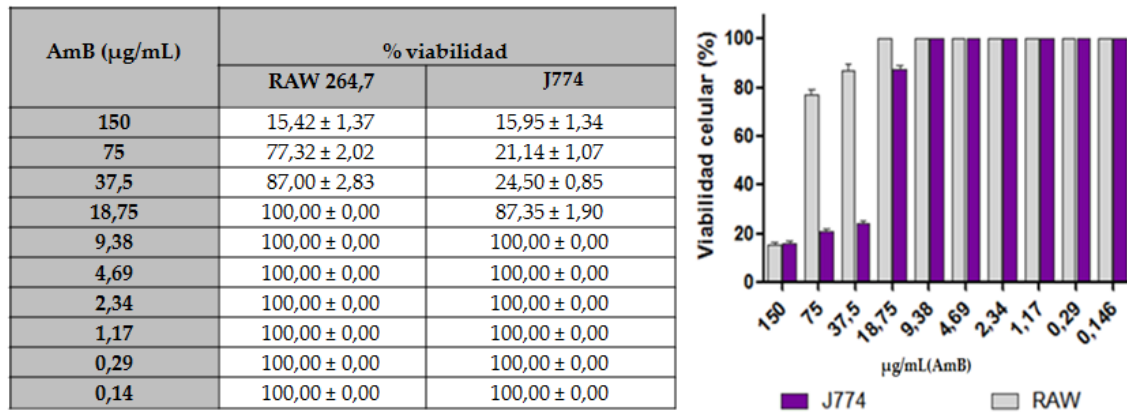 AmB (µg/mL) % viabilidad
RAW 264,7 J774
150 15,42 ± 1,37 15,95 ± 1,34
75 77,32 ± 2,02 21,14 ± 1,07
37,5 87,00 ± 2,83 24,50 ± 0,85
18,75 100,00 ± 0,00 87,35 ± 1,90
9,38 100,00 ± 0,00 100,00 ± 0,00
4,69 100,00 ± 0,00 100,00 ± 0,00
2,34 100,00 ± 0,00 100,00 ± 0,00
1,17 100,00 ± 0,00 100,00 ± 0,00
0,29 100,00 ± 0,00 100,00 ± 0,00
0,14 100,00 ± 0,00 100,00 ± 0,00
Viabilidad celular (%)
100
80
60
40
20
0
150 75 37,5 18,75 9,38 4,69 2,34 1,17 0,29 0,146
µg/mL(AmB)
J774 RAW